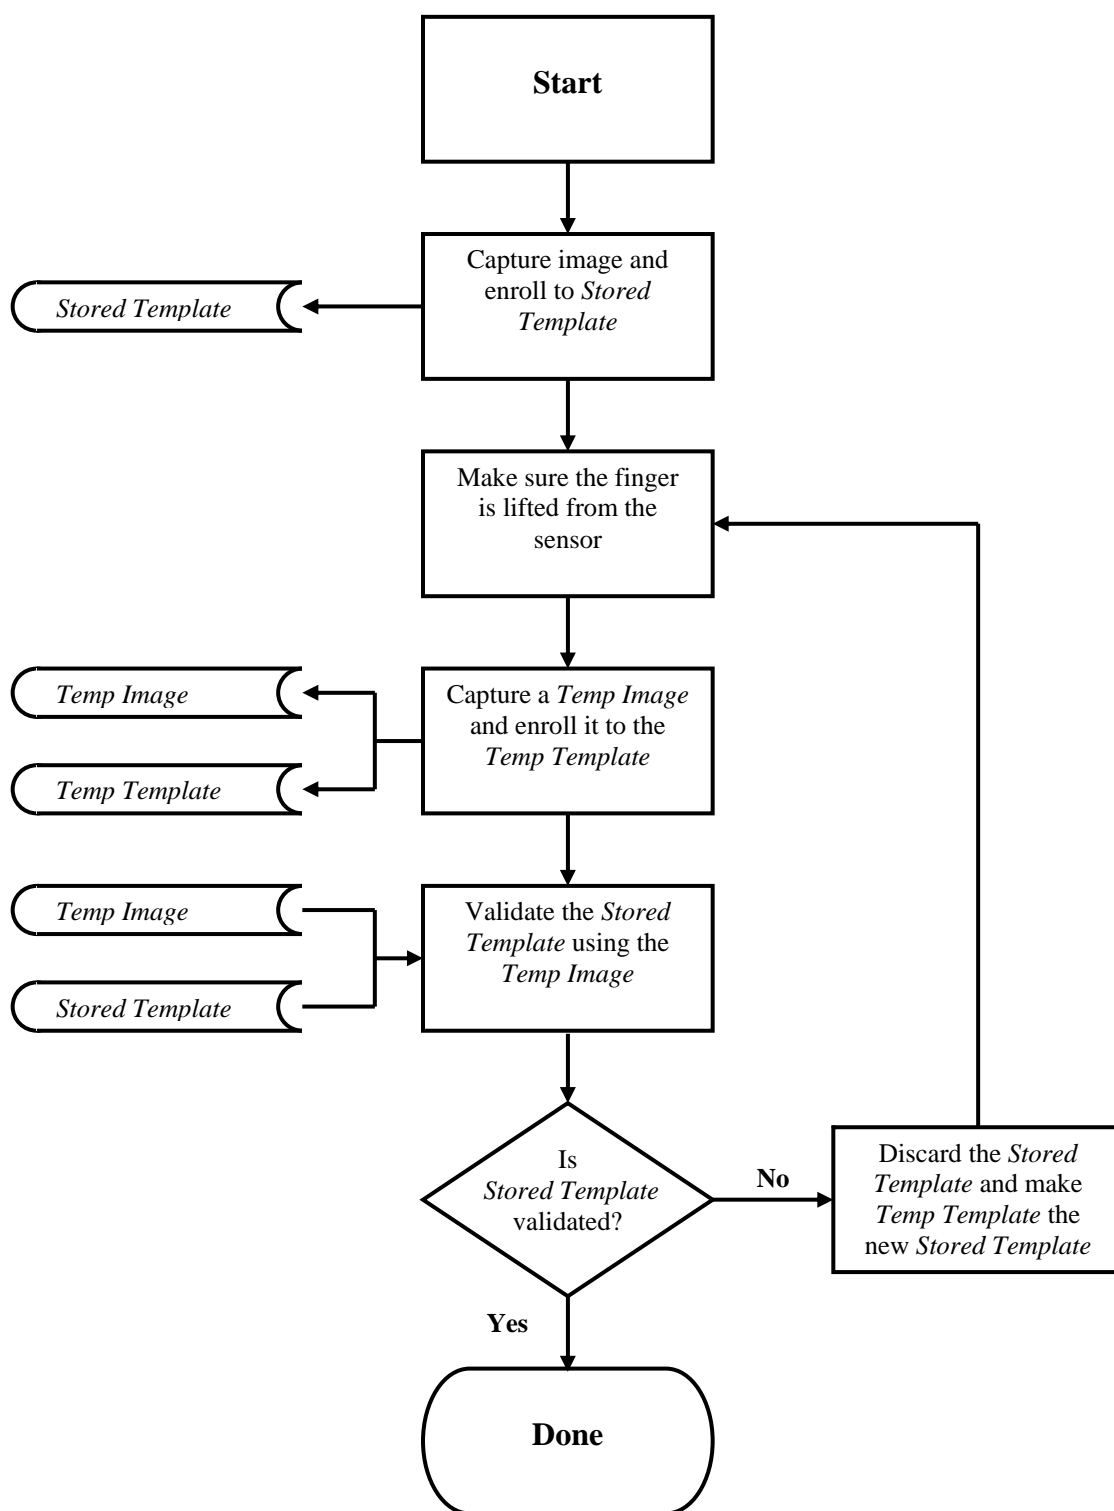 Start
Capture image and
enroll to Stored
Template
Stored Template
Make sure the finger
is lifted from the
sensor
Temp Image
Temp Template
Capture a Temp Image
and enroll it to the
Temp Template
Temp Image
Stored Template
Validate the Stored
Template using the
Temp Image
Is
Stored Template
validated?
No
Discard the Stored
Template and make
Temp Template the
new Stored Template
Yes
Done